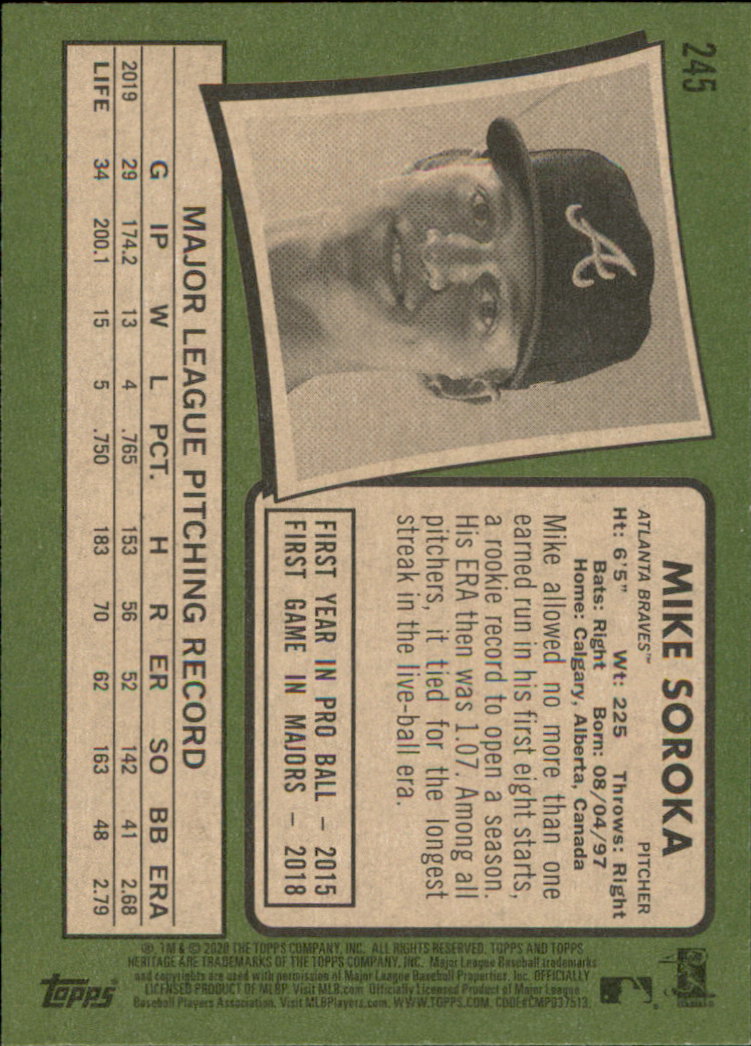 245
MIKE SOROKA
ATLANTA BRAVES™ PITCHER
Ht: 6'5" Wt: 225 Throws: Right
Bats: Right Born: 08/04/97
Home: Calgary, Alberta, Canada
Mike allowed no more than one
earned run in his first eight starts,
a rookie record to open a season.
His ERA then was 1.07. Among all
pitchers, it tied for the longest
streak in the live-ball era.
FIRST YEAR IN PRO BALL – 2015
FIRST GAME IN MAJORS – 2018
MAJOR LEAGUE PITCHING RECORD
G IP W L PCT. H R ER SO BB ERA
2019 29 174.2 13 4 .765 153 56 52 142 41 2.68
LIFE 34 200.1 15 5 .750 183 70 62 163 48 2.79
®, TM & © 2020 THE TOPPS COMPANY, INC. ALL RIGHTS RESERVED. TOPPS AND TOPPS
HERITAGE ARE TRADEMARKS OF THE TOPPS COMPANY, INC. Major League Baseball trademarks
and copyrights are used with permission of Major League Baseball Properties, Inc. OFFICIALLY
LICENSED PRODUCT OF MLBP. Visit MLB.com Officially Licensed Product of Major League
Baseball Players Association. Visit MLBPlayers.com. WWW.TOPPS.COM. CODE#CMP037513.
topps